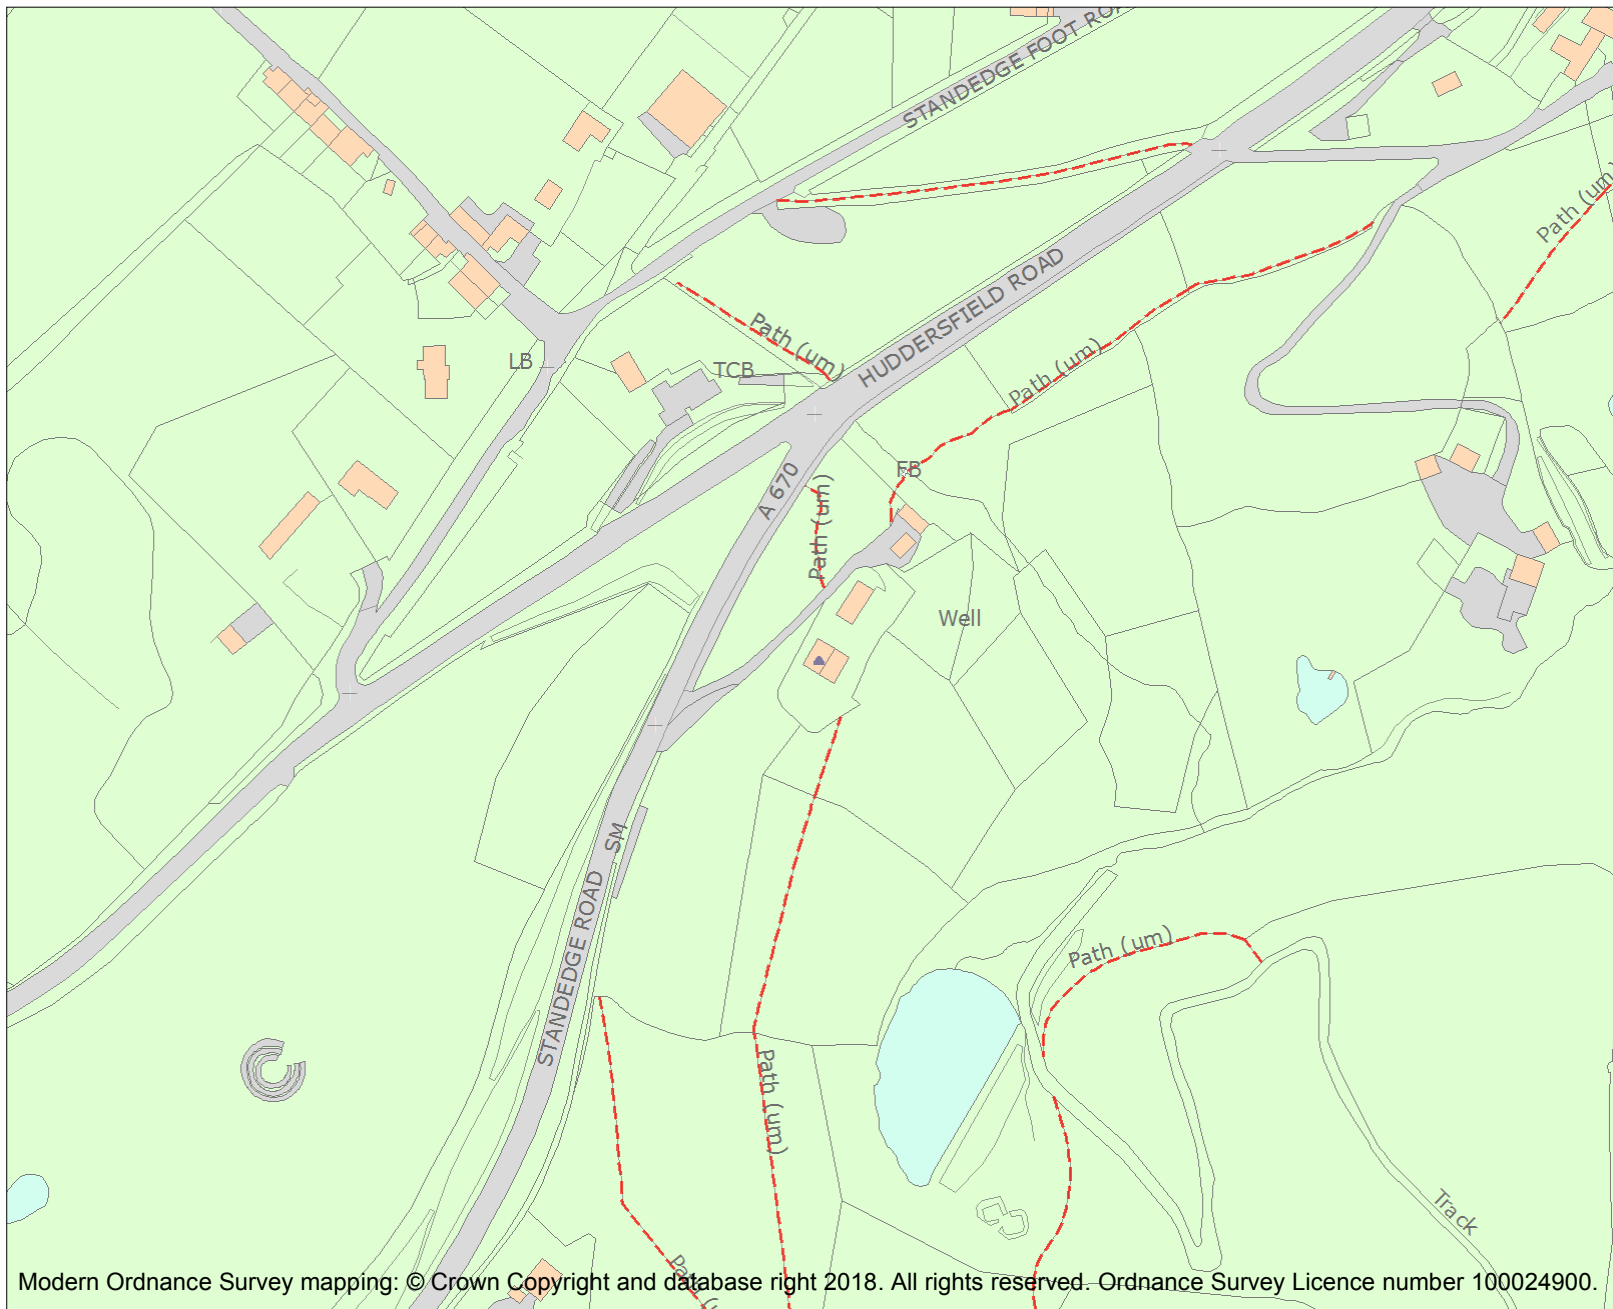 STANDEDGE FOOT ROA
Path (um)
HUDDERSFIELD ROAD
Path (um)
LB
TCB
Path (um)
FB
A 670
Path (um)
Well
SM
STANDEDGE ROAD
Path (um)
Path (um)
Track
Path (u
Modern Ordnance Survey mapping: © Crown Copyright and database right 2018. All rights reserved. Ordnance Survey Licence number 100024900.